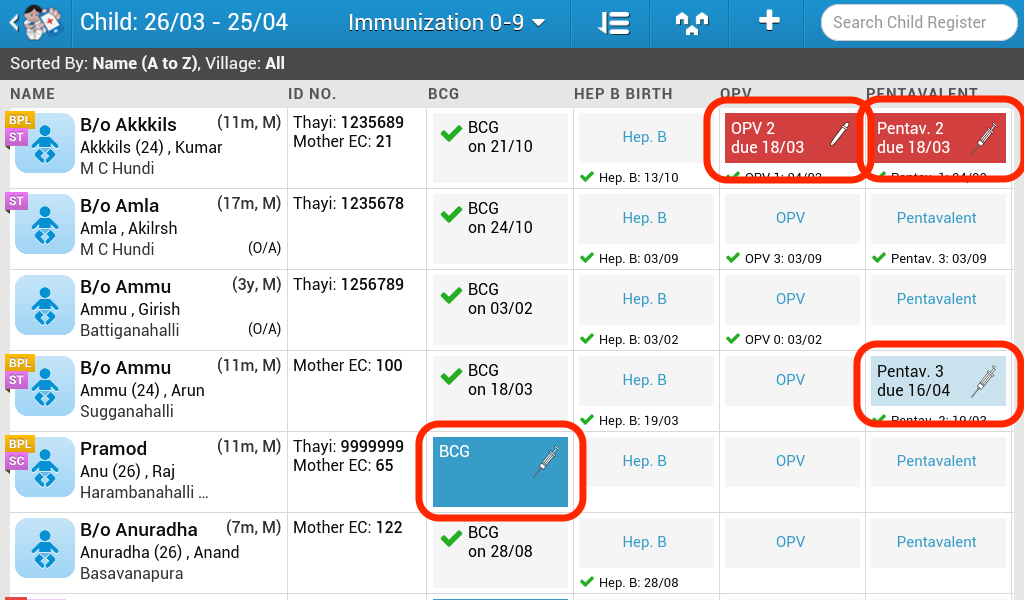 Child: 26/03 - 25/04
Immunization 0-9
Search Child Register
Sorted By: Name (A to Z), Village: All
NAME
ID NO.
BCG
HEP B BIRTH
OPV
PENTAVALENT
BPL
ST
B/o Akkkils
(11m, M)
Akkkils (24) , Kumar
M C Hundi
Thayi: 1235689
Mother EC: 21
BCG
on 21/10
Hep. B
Hep. B: 13/10
OPV 2
due 18/03
OPV 1: 04/02
Pentav. 2
due 18/03
Pentav. 1: 04/02
ST
B/o Amla
(17m, M)
Amla , Akilrsh
M C Hundi
(O/A)
Thayi: 1235678
BCG
on 24/10
Hep. B
Hep. B: 03/09
OPV
OPV 3: 03/09
Pentavalent
Pentav. 3: 03/09
B/o Ammu
(3y, M)
Ammu , Girish
Battiganahalli
(O/A)
Thayi: 1256789
BCG
on 03/02
Hep. B
Hep. B: 03/02
OPV
OPV 0: 03/02
Pentavalent
BPL
ST
B/o Ammu
(11m, M)
Ammu (24) , Arun
Sugganahalli
Mother EC: 100
BCG
on 18/03
Hep. B
Hep. B: 19/03
OPV
Pentav. 3
due 16/04
Pentav. 2: 19/03
BPL
SC
Pramod
(11m, M)
Anu (26) , Raj
Harambanahalli ...
Thayi: 9999999
Mother EC: 65
BCG
Hep. B
OPV
Pentavalent
B/o Anuradha
(7m, M)
Anuradha (26) , Anand
Basavanapura
Mother EC: 122
BCG
on 28/08
Hep. B
Hep. B: 28/08
OPV
Pentavalent